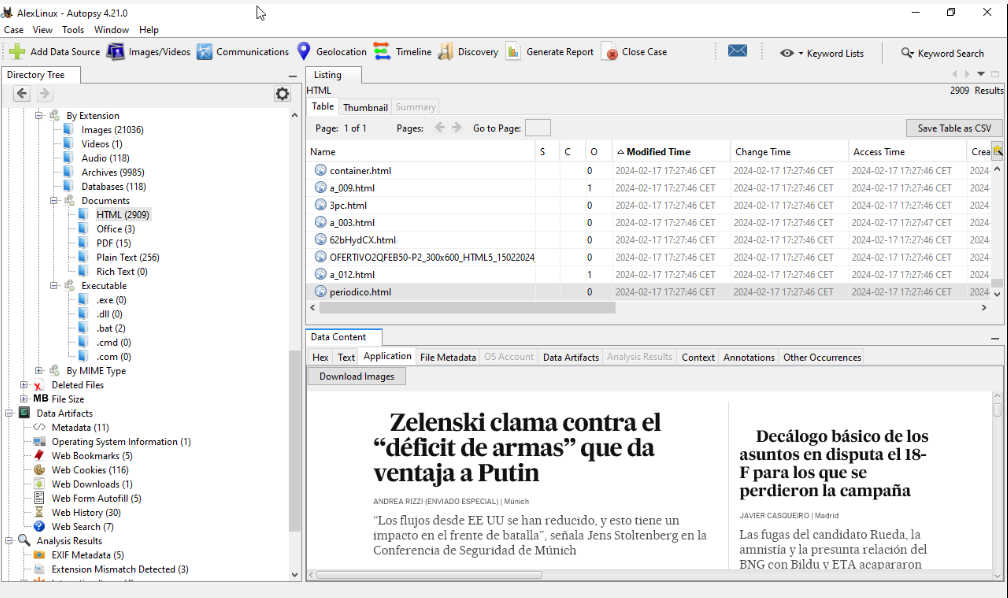 AlexLinux - Autopsy 4.21.0
Case View Tools Window Help
Add Data Source Images/Videos Communications Geolocation Timeline Discovery Generate Report Close Case Keyword Lists Keyword Search
Directory Tree
By Extension
Images (21036)
Videos (1)
Audio (118)
Archives (9985)
Databases (118)
Documents
HTML (2909)
Office (3)
PDF (15)
Plain Text (256)
Rich Text (0)
Executable
.exe (0)
.dll (0)
.bat (2)
.cmd (0)
.com (0)
By MIME Type
Deleted Files
MB File Size
Data Artifacts
Metadata (11)
Operating System Information (1)
Web Bookmarks (5)
Web Cookies (116)
Web Downloads (1)
Web Form Autofill (5)
Web History (30)
Web Search (7)
Analysis Results
EXIF Metadata (5)
Extension Mismatch Detected (3)
Listing
HTML
2909 Results
Table Thumbnail Summary
Page: 1 of 1 Pages: Go to Page: Save Table as CSV
Name S C O Modified Time Change Time Access Time Crea
container.html 0 2024-02-17 17:27:46 CET 2024-02-17 17:27:46 CET 2024-02-17 17:27:46 CET 2024-
a_009.html 1 2024-02-17 17:27:46 CET 2024-02-17 17:27:46 CET 2024-02-17 17:27:46 CET 2024-
3pc.html 0 2024-02-17 17:27:46 CET 2024-02-17 17:27:46 CET 2024-02-17 17:27:46 CET 2024-
a_003.html 0 2024-02-17 17:27:46 CET 2024-02-17 17:27:46 CET 2024-02-17 17:27:46 CET 2024-
62bHydCX.html 0 2024-02-17 17:27:46 CET 2024-02-17 17:27:46 CET 2024-02-17 17:27:46 CET 2024-
OFERTIVO2QFEB50-P2_300x600_HTML5_15022024 0 2024-02-17 17:27:46 CET 2024-02-17 17:27:46 CET 2024-02-17 17:27:46 CET 2024-
a_012.html 1 2024-02-17 17:27:46 CET 2024-02-17 17:27:46 CET 2024-02-17 17:27:46 CET 2024-
periodico.html 0 2024-02-17 17:27:46 CET 2024-02-17 17:27:46 CET 2024-02-17 17:27:46 CET 2024-
Data Content
Hex Text Application File Metadata OS Account Data Artifacts Analysis Results Context Annotations Other Occurrences
Download Images
Zelenski clama contra el
“déficit de armas” que da
ventaja a Putin
ANDREA RIZZI (ENVIADO ESPECIAL) | Múnich
“Los flujos desde EE UU se han reducido, y esto tiene un
impacto en el frente de batalla”, señala Jens Stoltenberg en la
Conferencia de Seguridad de Múnich
Decálogo básico de los
asuntos en disputa el 18-
F para los que se
perdieron la campaña
JAVIER CASQUEIRO | Madrid
Las fugas del candidato Rueda, la
amnistía y la presunta relación del
BNG con Bildu y ETA acapararon